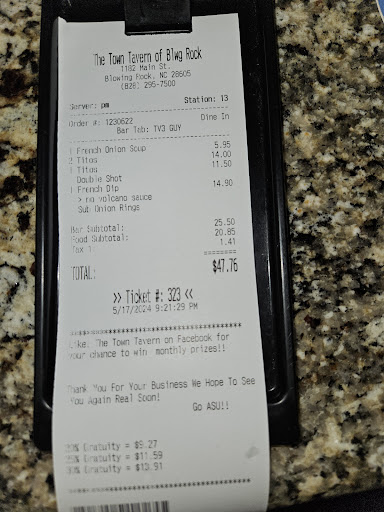 The Town Tavern of Blwg Rock
1182 Main St.
Blowing Rock, NC 28605
(828) 295-7500
Server: pm Station: 13
Order #: 1230622 Dine In
Bar Tab: TV3 GUY
1 French Onion Soup 5.95
2 Titos 14.00
1 Titos 11.50
Double Shot
1 French Dip 14.90
> no volcano sauce
Sub Onion Rings
Bar Subtotal: 25.50
Food Subtotal: 20.85
Tax 1: 1.41
========
TOTAL: $47.76
>> Ticket #: 323 <<
5/17/2024 9:21:29 PM
Like: The Town Tavern on Facebook for
your chance to win monthly prizes!!
Thank You For Your Business We Hope To See
You Again Real Soon!
Go ASU!!
20% Gratuity = $9.27
25% Gratuity = $11.59
30% Gratuity = $13.91